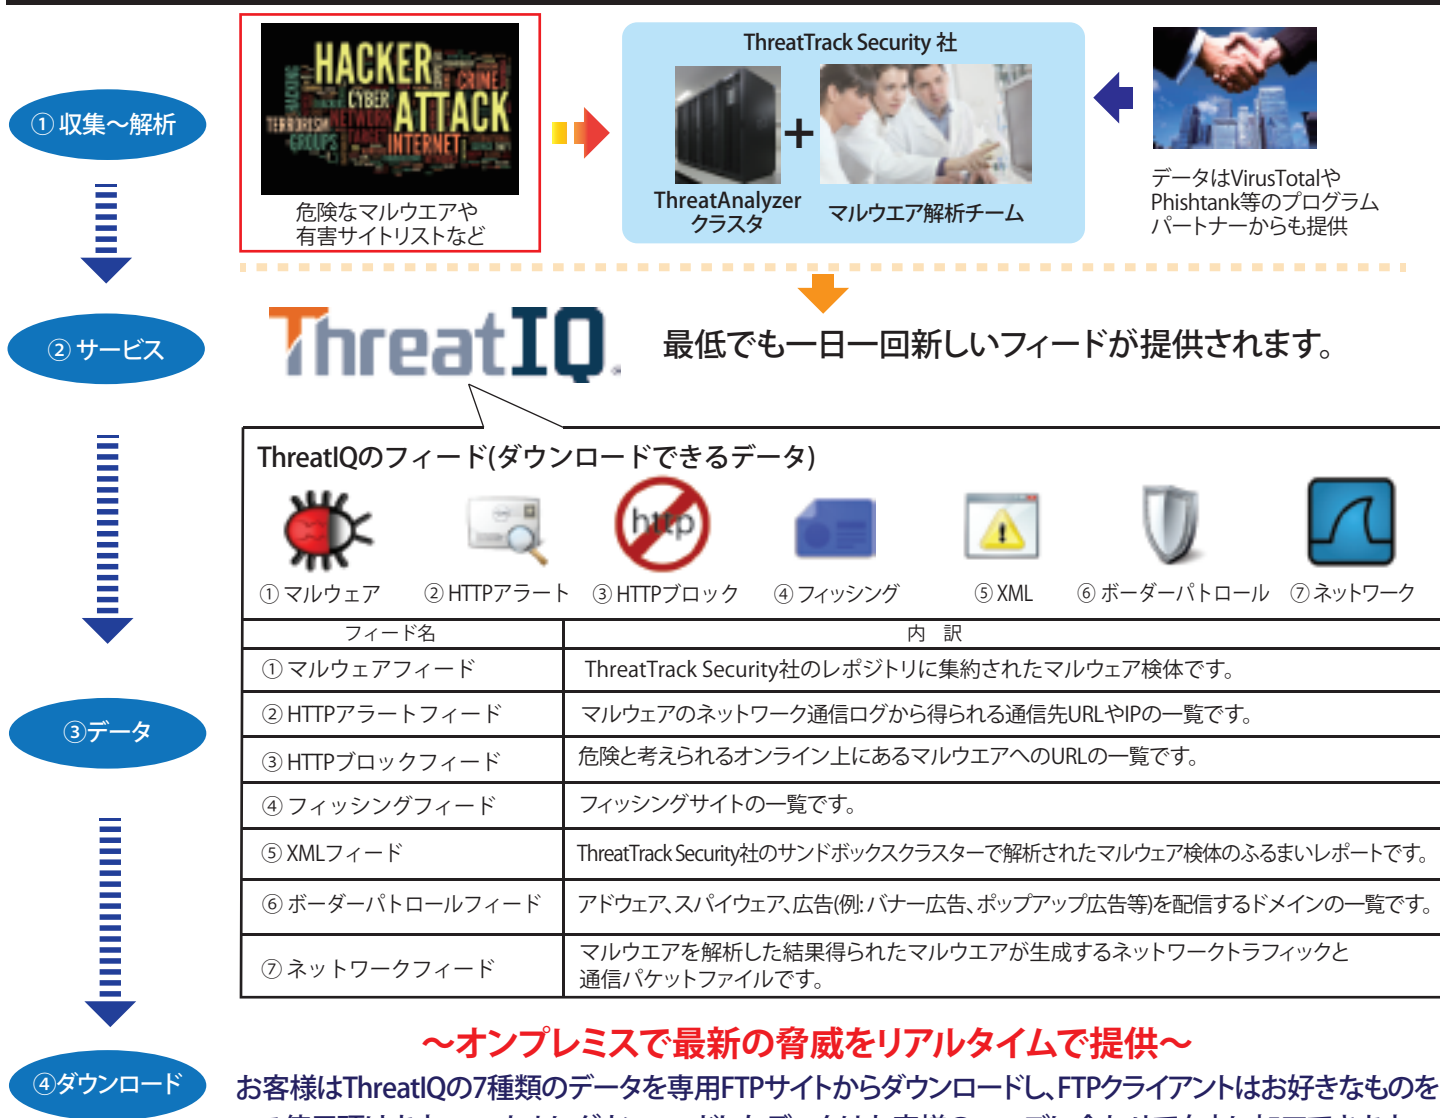 ① 収集～解析
HACKER
CRIME
CYBER
ATTACK
NETWORK
TERRORISM
GROUPS
INTERNET
危険なマルウエアや
有害サイトリストなど
ThreatTrack Security 社
+
ThreatAnalyzer
クラスタ
マルウエア解析チーム
データはVirusTotalや
Phishtank等のプログラム
パートナーからも提供
② サービス
ThreatIQ
最低でも一日一回新しいフィードが提供されます。
ThreatIQのフィード(ダウンロードできるデータ)
http
① マルウェア
② HTTPアラート
③ HTTPブロック
④ フィッシング
⑤ XML
⑥ ボーダーパトロール
⑦ ネットワーク
フィード名 内 訳
① マルウェアフィード ThreatTrack Security社のレポジトリに集約されたマルウェア検体です。
② HTTPアラートフィード マルウェアのネットワーク通信ログから得られる通信先URLやIPの一覧です。
③データ
③ HTTPブロックフィード 危険と考えられるオンライン上にあるマルウエアへのURLの一覧です。
④ フィッシングフィード フィッシングサイトの一覧です。
⑤ XMLフィード ThreatTrack Security社のサンドボックスクラスターで解析されたマルウェア検体のふるまいレポートです。
⑥ ボーダーパトロールフィード アドウェア、スパイウェア、広告(例: バナー広告、ポップアップ広告等)を配信するドメインの一覧です。
⑦ ネットワークフィード マルウエアを解析した結果得られたマルウエアが生成するネットワークトラフィックと
通信パケットファイルです。
～オンプレミスで最新の脅威をリアルタイムで提供～
④ダウンロード
お客様はThreatIQの7種類のデータを専用FTPサイトからダウンロードし、FTPクライアントはお好きなものを